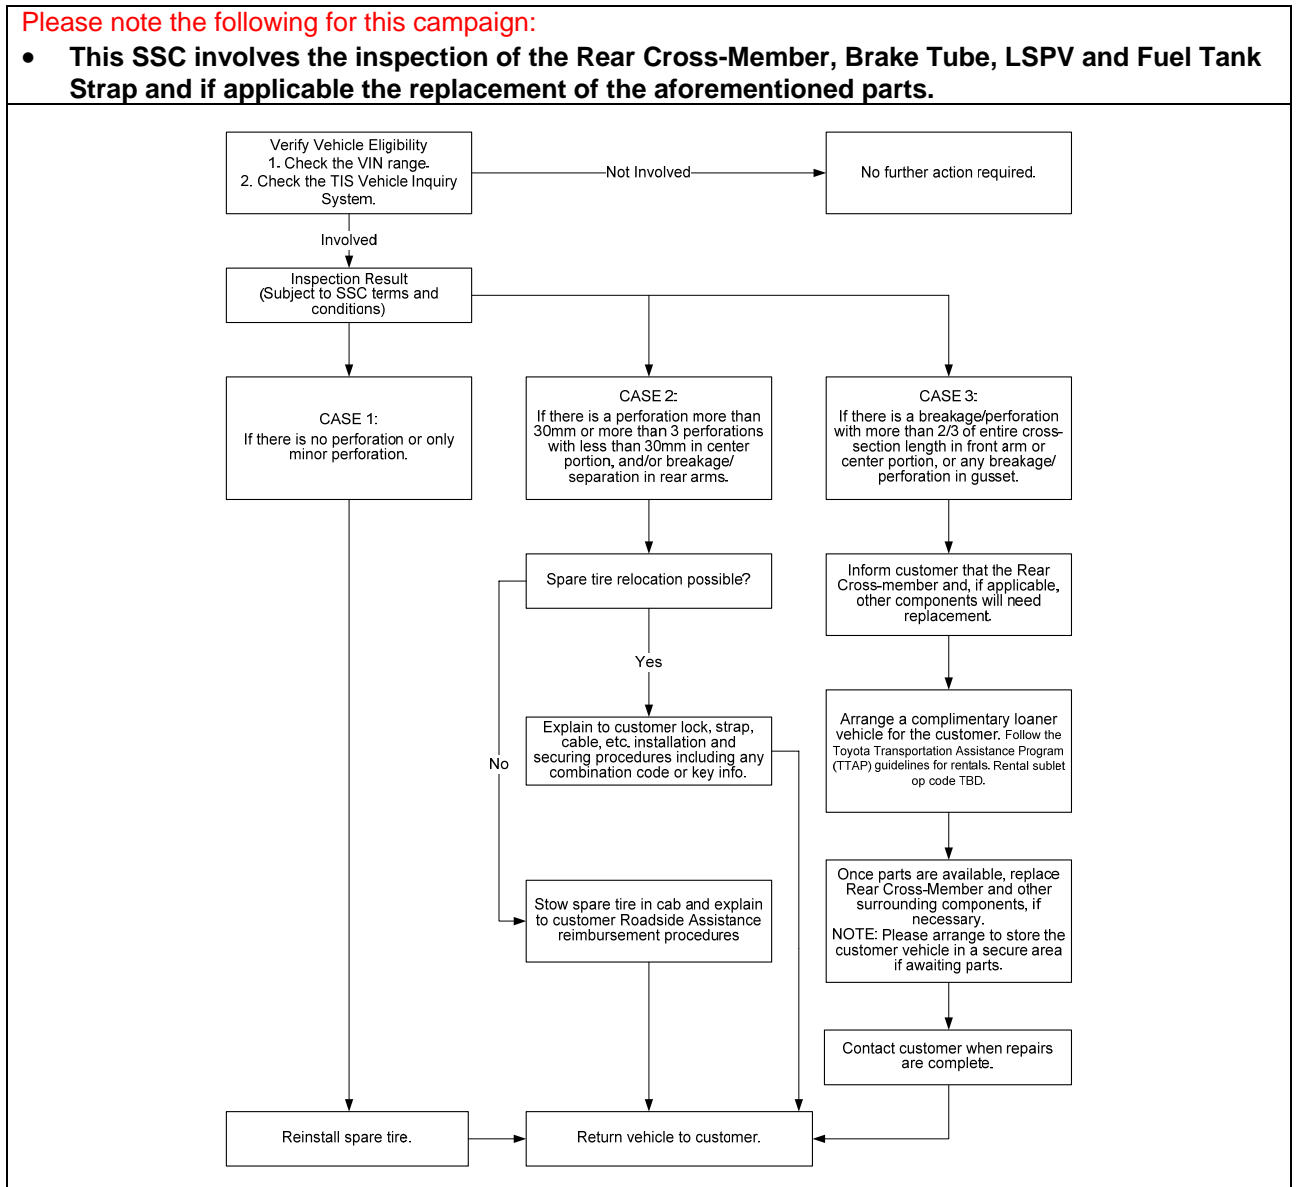 Please note the following for this campaign:
• This SSC involves the inspection of the Rear Cross-Member, Brake Tube, LSPV and Fuel Tank
Strap and if applicable the replacement of the aforementioned parts.
Verify Vehicle Eligibility
1. Check the VIN range.
2. Check the TIS Vehicle Inquiry
System.
Not Involved
No further action required.
Involved
Inspection Result
(Subject to SSC terms and
conditions)
CASE 1:
If there is no perforation or only
minor perforation.
CASE 2:
If there is a perforation more than
30mm or more than 3 perforations
with less than 30mm in center
portion, and/or breakage/
separation in rear arms.
CASE 3:
If there is a breakage/perforation
with more than 2/3 of entire cross-
section length in front arm or
center portion, or any breakage/
perforation in gusset.
Spare tire relocation possible?
Inform customer that the Rear
Cross-member and, if applicable,
other components will need
replacement.
Yes
No
Explain to customer lock, strap,
cable, etc. installation and
securing procedures including any
combination code or key info.
Arrange a complimentary loaner
vehicle for the customer. Follow the
Toyota Transportation Assistance Program
(TTAP) guidelines for rentals. Rental sublet
op code TBD.
Stow spare tire in cab and explain
to customer Roadside Assistance
reimbursement procedures
Once parts are available, replace
Rear Cross-Member and other
surrounding components, if
necessary.
NOTE: Please arrange to store the
customer vehicle in a secure area
if awaiting parts.
Contact customer when repairs
are complete.
Reinstall spare tire.
Return vehicle to customer.